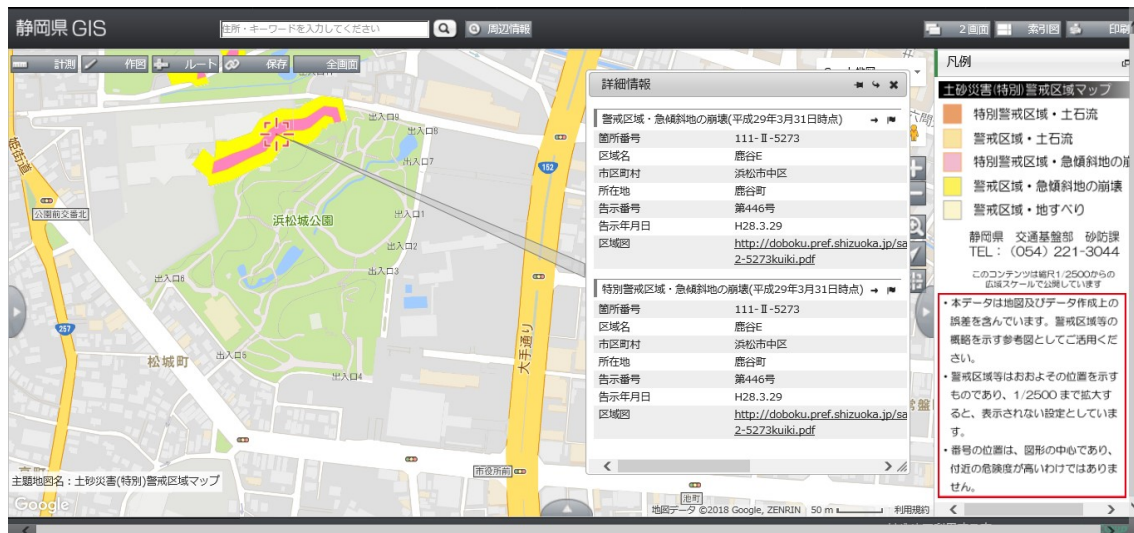 静岡県 GIS
住所・キーワードを入力してください
周辺情報
2画面
索引図
印刷
計測
作図
ルート
保存
全画面
出入口9
出入口8
出入口7
152
出入口1
浜松城公園
出入口2
出入口3
出入口6
公園前交番北
257
松城町
出入口5
出入口4
大手通り
市役所前
池町
主題地図名:土砂災害(特別)警戒区域マップ
Google
地図データ ©2018 Google, ZENRIN
50 m
利用規約
詳細情報
警戒区域・急傾斜地の崩壊(平成29年3月31日時点)
箇所番号 111-Ⅱ-5273
区域名 鹿谷E
市区町村 浜松市中区
所在地 鹿谷町
告示番号 第446号
告示年月日 H28.3.29
区域図 http://doboku.pref.shizuoka.jp/sa
2-5273kuiki.pdf
特別警戒区域・急傾斜地の崩壊(平成29年3月31日時点)
箇所番号 111-Ⅱ-5273
区域名 鹿谷E
市区町村 浜松市中区
所在地 鹿谷町
告示番号 第446号
告示年月日 H28.3.29
区域図 http://doboku.pref.shizuoka.jp/sa
2-5273kuiki.pdf
凡例
土砂災害(特別)警戒区域マップ
特別警戒区域・土石流
警戒区域・土石流
特別警戒区域・急傾斜地の崩
警戒区域・急傾斜地の崩壊
警戒区域・地すべり
静岡県 交通基盤部 砂防課
TEL:(054)221-3044
このコンテンツは縮尺1/2500からの
広域スケールで公開しています
・本データは地図及びデータ作成上の
誤差を含んでいます。警戒区域等の
概略を示す参考図としてご活用くだ
さい。
・警戒区域等はおおよその位置を示す
ものであり、1/2500まで拡大す
ると、表示されない設定としていま
す。
・番号の位置は、図形の中心であり、
付近の危険度が高いわけではありま
せん。